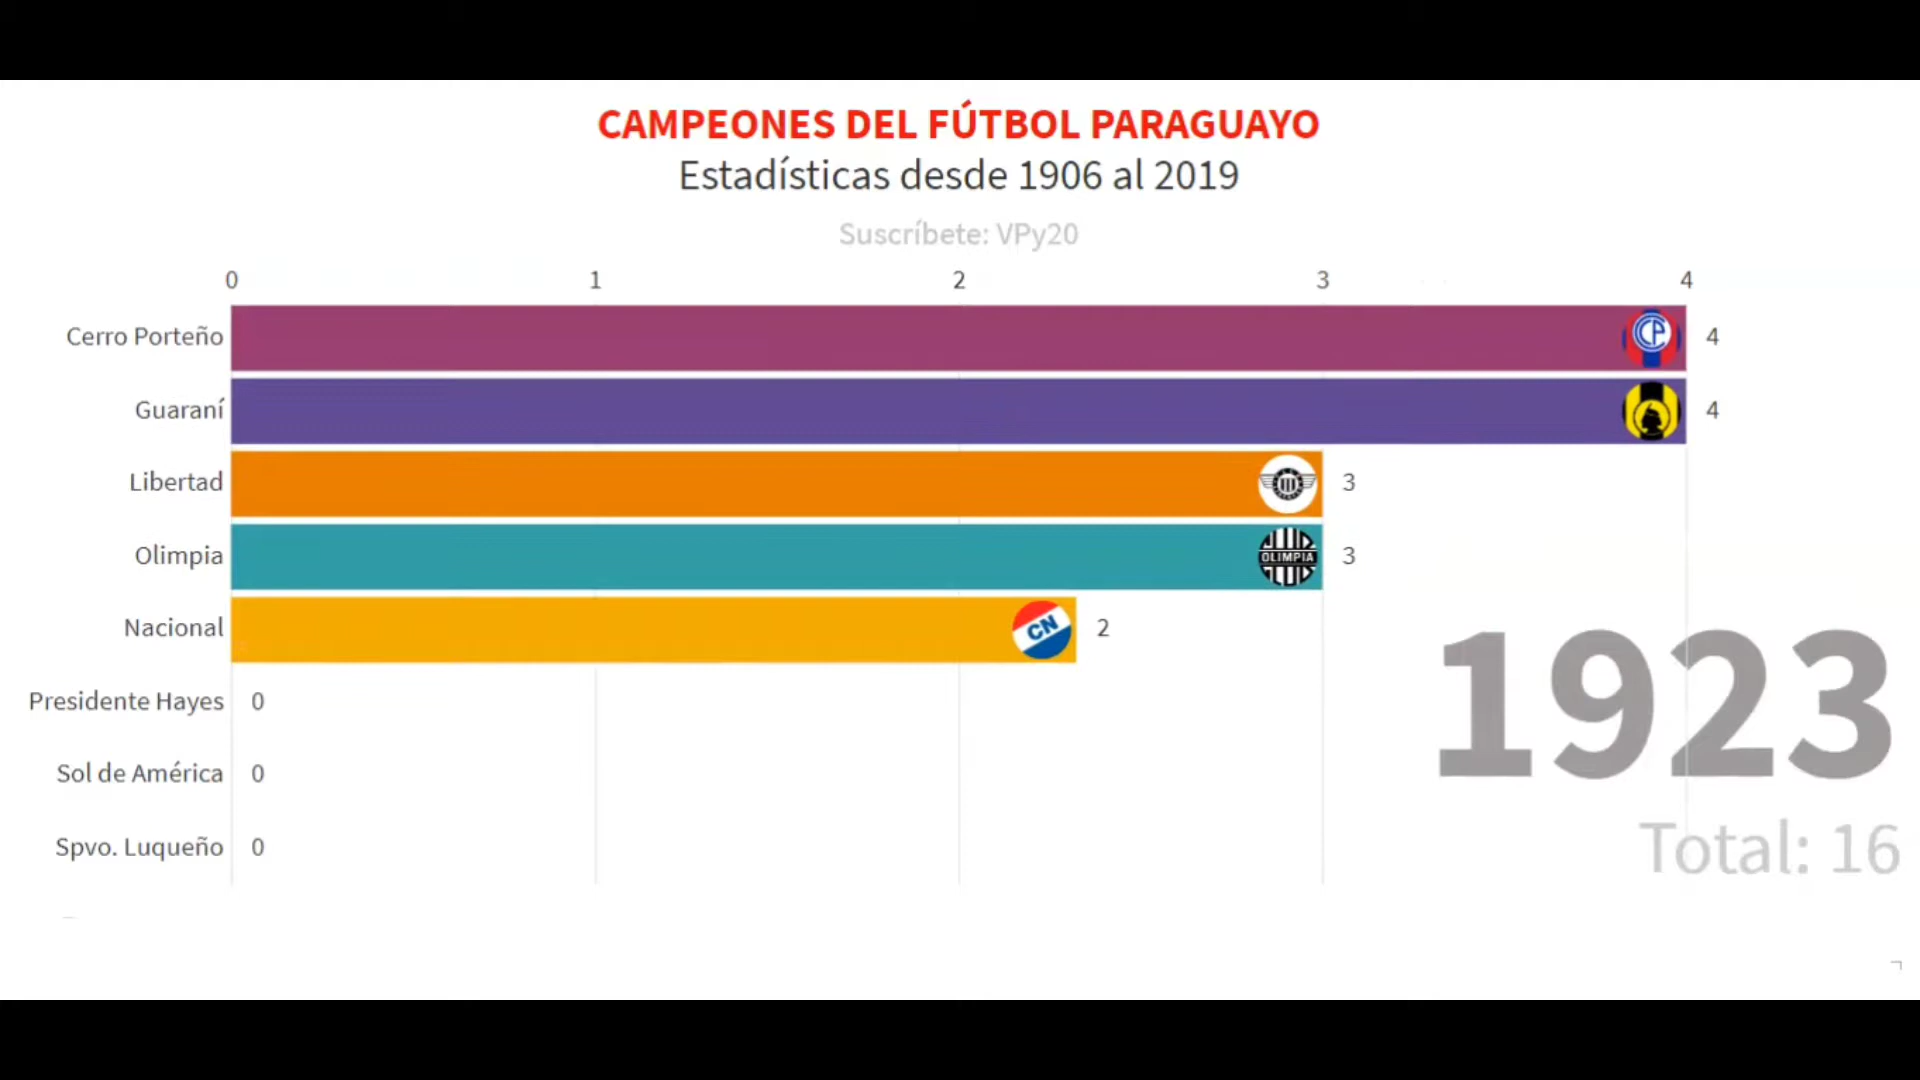 CAMPEONES DEL FÚTBOL PARAGUAYO
Estadísticas desde 1906 al 2019
Suscríbete: VPy20
0 1 2 3 4
Cerro Porteño CP 4
Guaraní 4
Libertad 3
Olimpia OLIMPIA 3
Nacional CN 2
Presidente Hayes 0
Sol de América 0
Spvo. Luqueño 0
1923
Total: 16